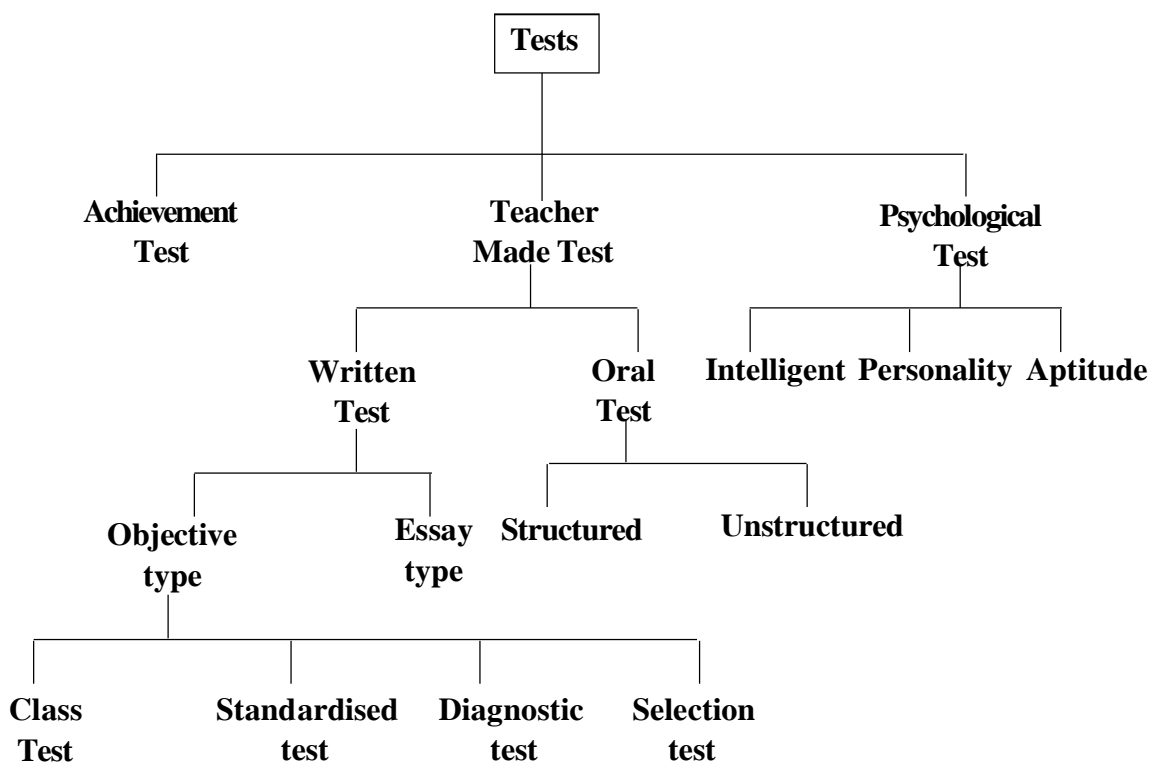 Tests
Achievement
Test
Teacher
Made Test
Psychological
Test
Written
Test
Oral
Test
Intelligent
Personality
Aptitude
Objective
type
Essay
type
Structured
Unstructured
Class
Test
Standardised
test
Diagnostic
test
Selection
test